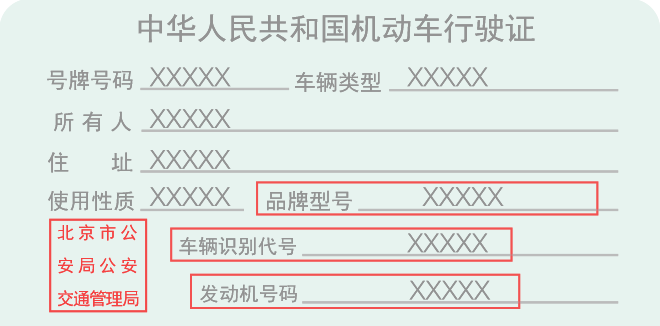 中华人民共和国机动车行驶证
号牌号码 XXXXX 车辆类型 XXXXX
所有人 XXXXX
住址 XXXXX
使用性质 XXXXX 品牌型号 XXXXX
北京市公
车辆识别代号 XXXXX
安局公安
交通管理局
发动机号码 XXXXX